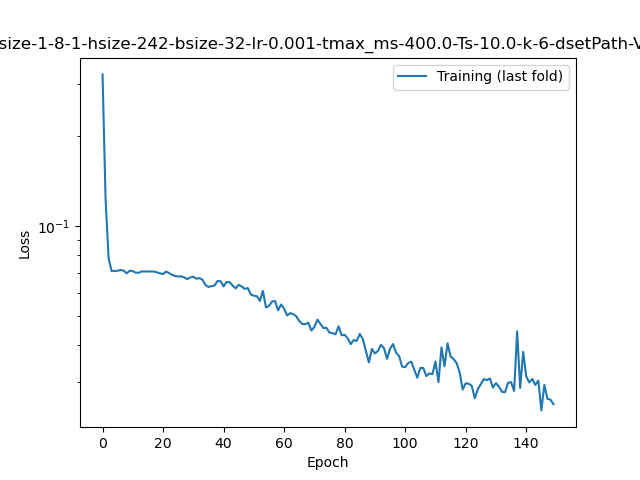 size-1-8-1-hsize-242-bsize-32-lr-0.001-tmax_ms-400.0-Ts-10.0-k-6-dsetPath-V
Training (last fold)
10⁻¹
Loss
0 20 40 60 80 100 120 140
Epoch